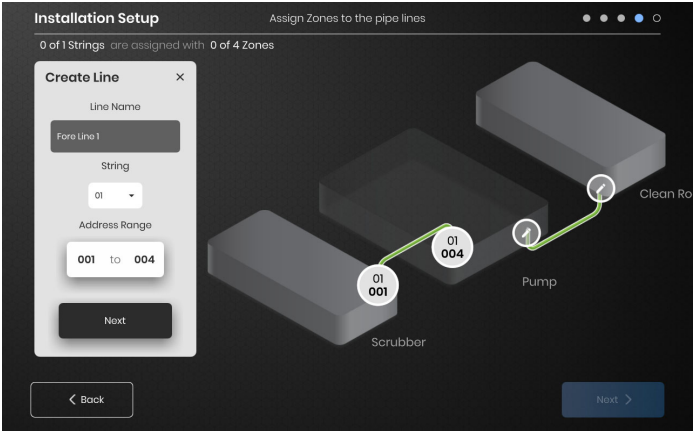 Installation Setup
Assign Zones to the pipe lines
0 of 1 Strings are assigned with 0 of 4 Zones
Create Line ×
Line Name
Fore Line 1
String
01
Address Range
001 to 004
Next
01
004
01
001
Clean Ro
Pump
Scrubber
Back
Next